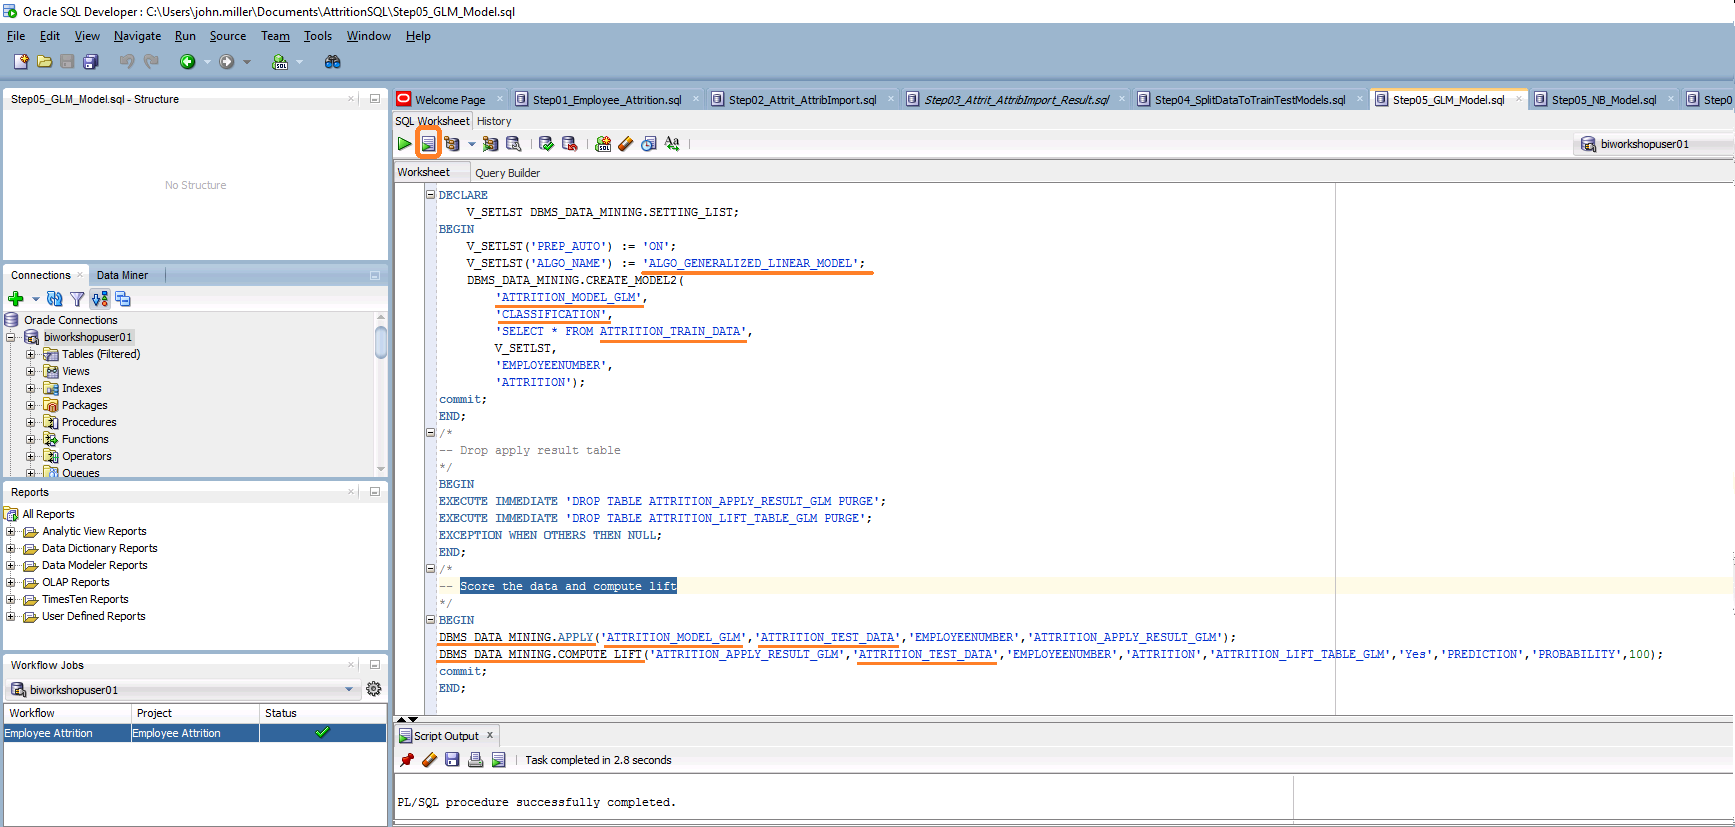 Oracle SQL Developer : C:\Users\john.miller\Documents\AttritionSQL\Step05_GLM_Model.sql
File Edit View Navigate Run Source Team Tools Window Help
Step05_GLM_Model.sql - Structure
No Structure
Connections
Data Miner
Oracle Connections
biworkshopuser01
Tables (Filtered)
Views
Indexes
Packages
Procedures
Functions
Operators
Queues
Reports
All Reports
Analytic View Reports
Data Dictionary Reports
Data Modeler Reports
OLAP Reports
TimesTen Reports
User Defined Reports
Workflow Jobs
biworkshopuser01
Workflow Project Status
Employee Attrition Employee Attrition
Welcome Page Step01_Employee_Attrition.sql Step02_Attrit_AttribImport.sql Step03_Attrit_AttribImport_Result.sql Step04_SplitDataToTrainTestModels.sql Step05_GLM_Model.sql Step05_NB_Model.sql Step0
SQL Worksheet History
biworkshopuser01
Worksheet Query Builder
DECLARE
V_SETLST DBMS_DATA_MINING.SETTING_LIST;
BEGIN
V_SETLST('PREP_AUTO') := 'ON';
V_SETLST('ALGO_NAME') := 'ALGO_GENERALIZED_LINEAR_MODEL';
DBMS_DATA_MINING.CREATE_MODEL2(
'ATTRITION_MODEL_GLM',
'CLASSIFICATION',
'SELECT * FROM ATTRITION_TRAIN_DATA',
V_SETLST,
'EMPLOYEENUMBER',
'ATTRITION');
commit;
END;
/*
-- Drop apply result table
*/
BEGIN
EXECUTE IMMEDIATE 'DROP TABLE ATTRITION_APPLY_RESULT_GLM PURGE';
EXECUTE IMMEDIATE 'DROP TABLE ATTRITION_LIFT_TABLE_GLM PURGE';
EXCEPTION WHEN OTHERS THEN NULL;
END;
/*
-- Score the data and compute lift
*/
BEGIN
DBMS_DATA_MINING.APPLY('ATTRITION_MODEL_GLM','ATTRITION_TEST_DATA','EMPLOYEENUMBER','ATTRITION_APPLY_RESULT_GLM');
DBMS_DATA_MINING.COMPUTE_LIFT('ATTRITION_APPLY_RESULT_GLM','ATTRITION_TEST_DATA','EMPLOYEENUMBER','ATTRITION','ATTRITION_LIFT_TABLE_GLM','Yes','PREDICTION','PROBABILITY',100);
commit;
END;
Script Output x
Task completed in 2.8 seconds
PL/SQL procedure successfully completed.